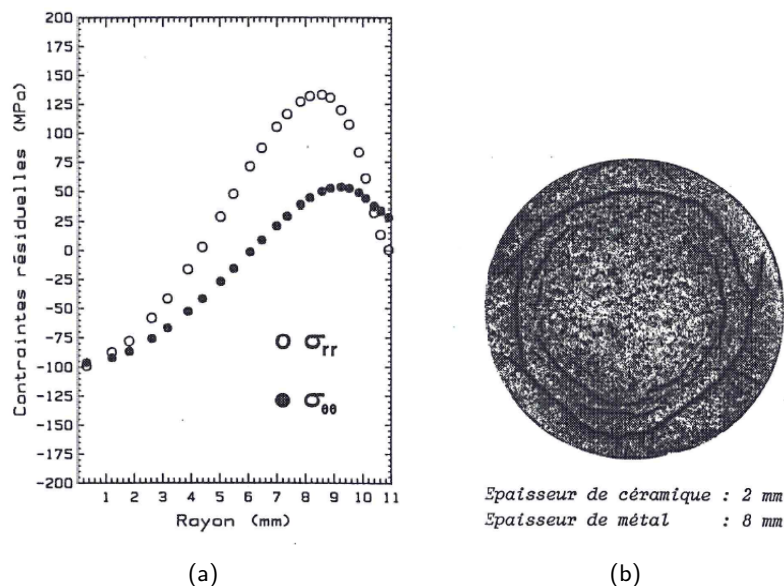 Contraintes résiduelles (MPa)
200
175
150
125
100
75
50
25
0
-25
-50
-75
-100
-125
-150
-175
-200
0 1 2 3 4 5 6 7 8 9 10 11
Rayon (mm)
σrr
σθθ
Epaisseur de céramique : 2 mm
Epaisseur de métal : 8 mm
(a)
(b)